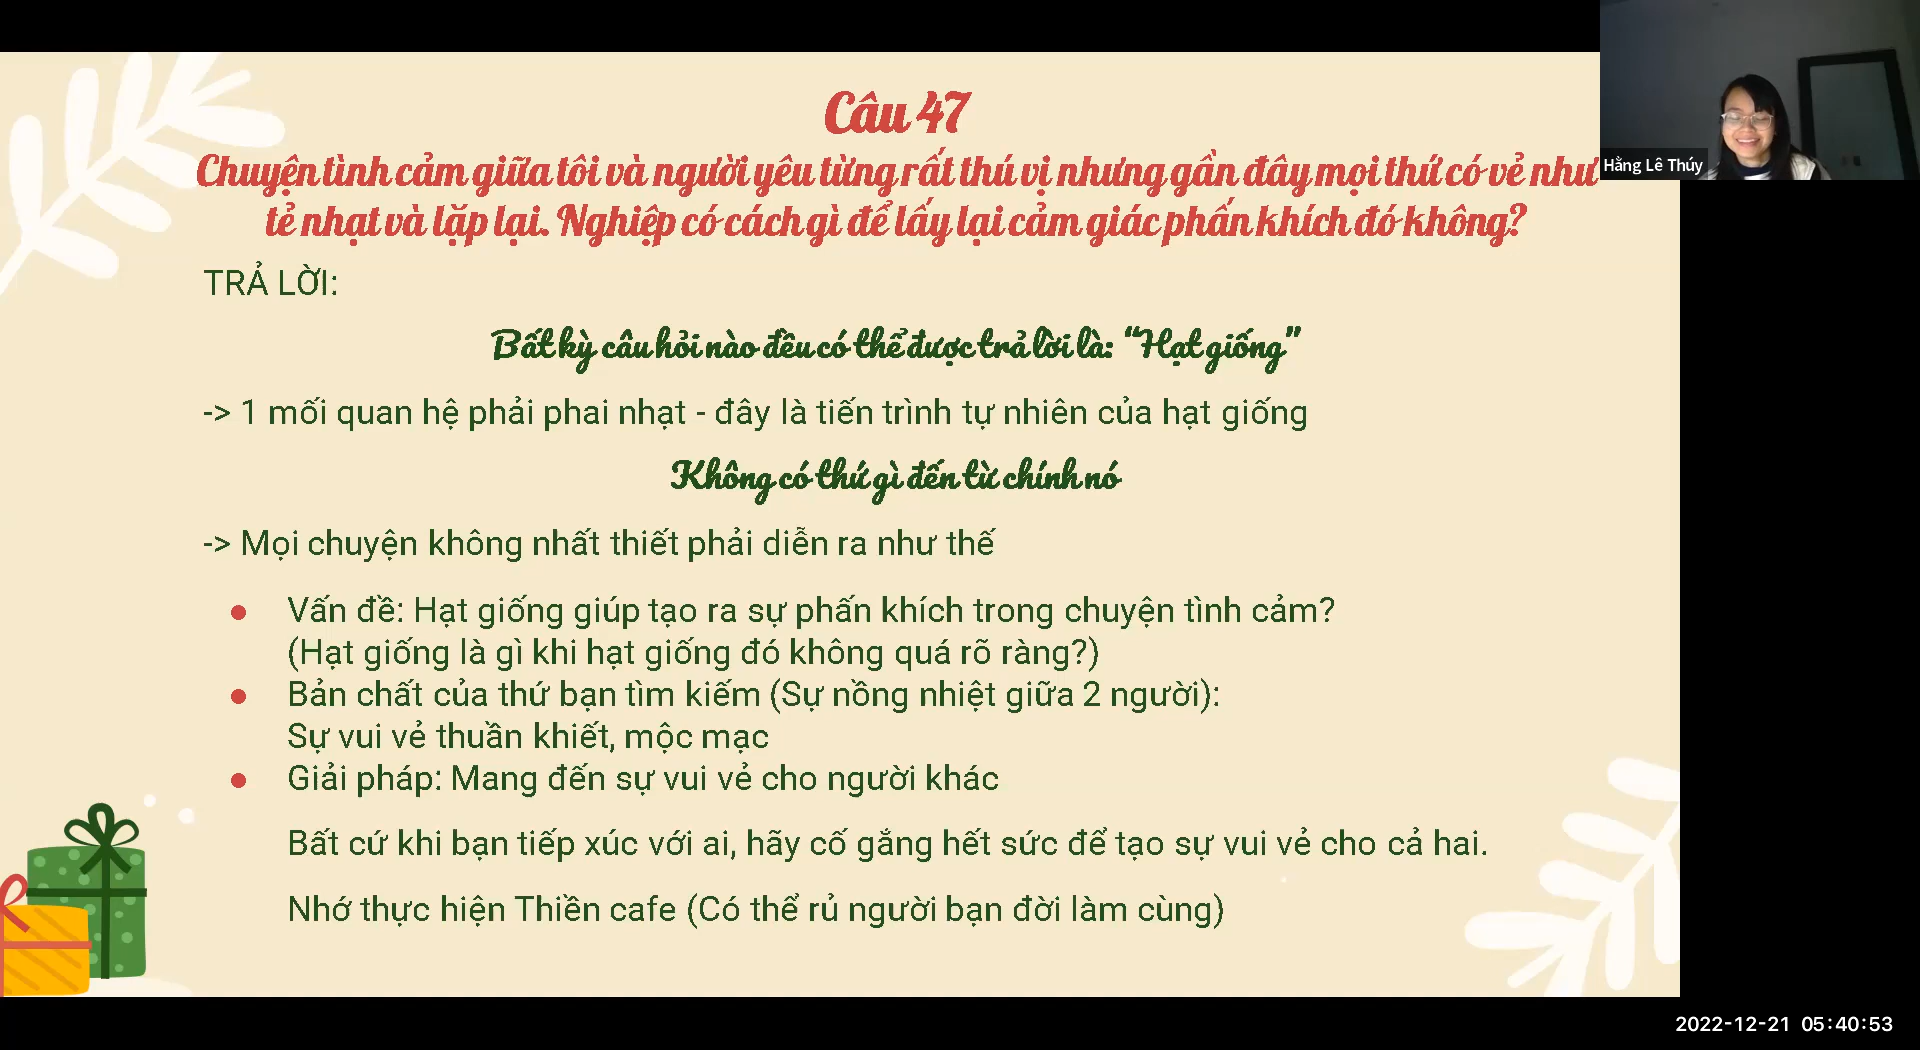 Câu 47
Chuyện tình cảm giữa tôi và người yêu từng rất thú vị nhưng gần đây mọi thứ có vẻ như
tẻ nhạt và lặp lại. Nghiệp có cách gì để lấy lại cảm giác phấn khích đó không?
Hằng Lê Thúy
TRẢ LỜI:
Bất kỳ câu hỏi nào đều có thể được trả lời là: “Hạt giống”
-> 1 mối quan hệ phải phai nhạt - đây là tiến trình tự nhiên của hạt giống
Không có thứ gì đến từ chính nó
-> Mọi chuyện không nhất thiết phải diễn ra như thế
● Vấn đề: Hạt giống giúp tạo ra sự phấn khích trong chuyện tình cảm?
(Hạt giống là gì khi hạt giống đó không quá rõ ràng?)
● Bản chất của thứ bạn tìm kiếm (Sự nồng nhiệt giữa 2 người):
Sự vui vẻ thuần khiết, mộc mạc
● Giải pháp: Mang đến sự vui vẻ cho người khác
Bất cứ khi bạn tiếp xúc với ai, hãy cố gắng hết sức để tạo sự vui vẻ cho cả hai.
Nhớ thực hiện Thiền cafe (Có thể rủ người bạn đời làm cùng)
2022-12-21 05:40:53